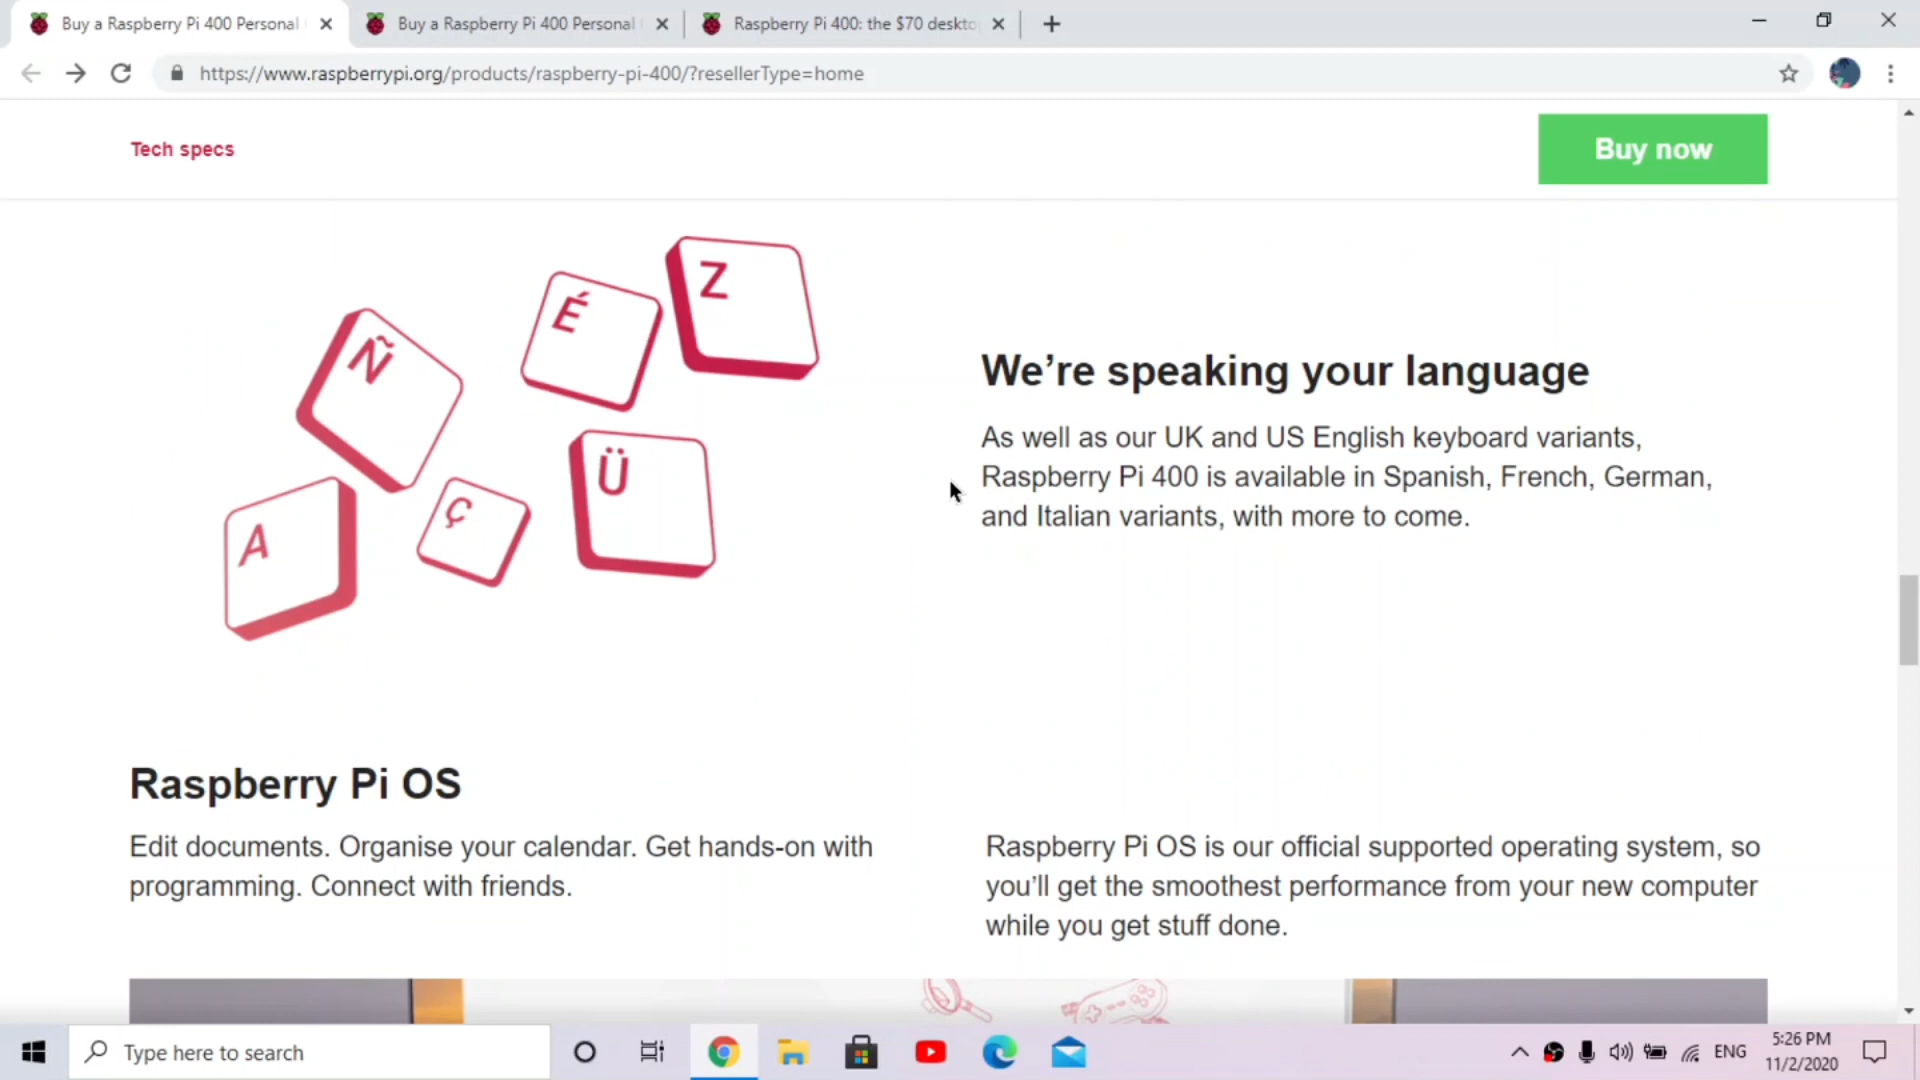 Buy a Raspberry Pi 400 Personal
Buy a Raspberry Pi 400 Personal
Raspberry Pi 400: the $70 deskto
https://www.raspberrypi.org/products/raspberry-pi-400/?resellerType=home
Tech specs
Buy now
Ñ
É
Z
A
Ç
Ü
We're speaking your language
As well as our UK and US English keyboard variants,
Raspberry Pi 400 is available in Spanish, French, German,
and Italian variants, with more to come.
Raspberry Pi OS
Edit documents. Organise your calendar. Get hands-on with
programming. Connect with friends.
Raspberry Pi OS is our official supported operating system, so
you'll get the smoothest performance from your new computer
while you get stuff done.
Type here to search
ENG
5:26 PM
11/2/2020